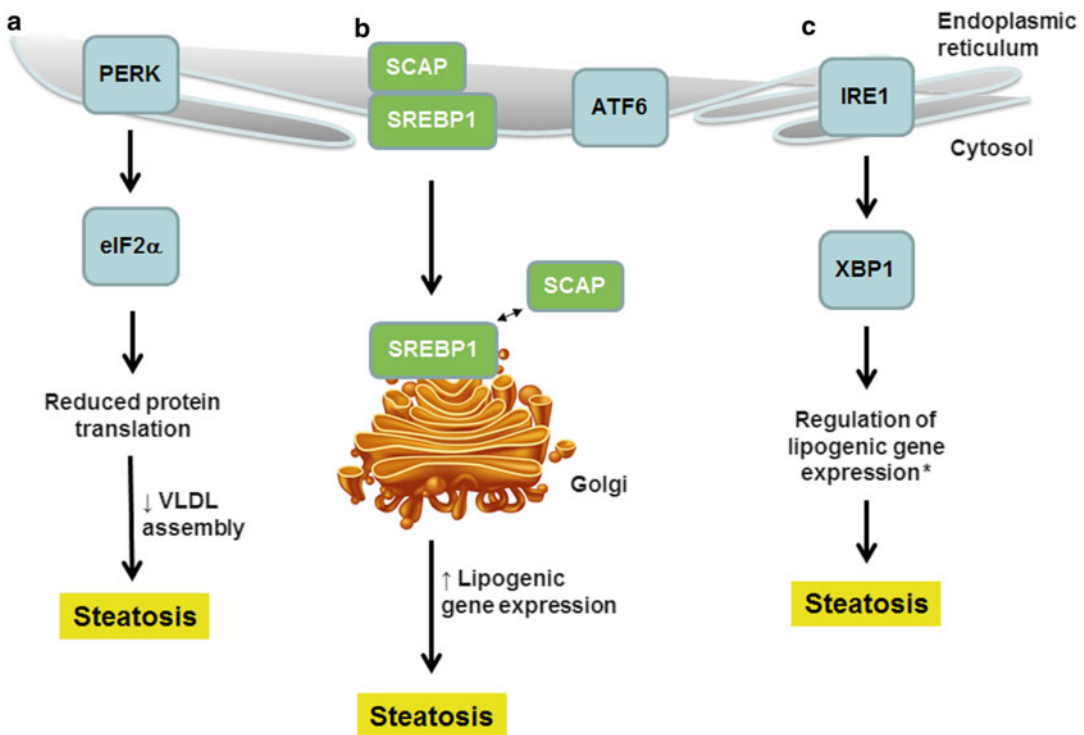 a
PERK
eIF2α
Reduced protein
translation
↓ VLDL
assembly
Steatosis
b
SCAP
SREBP1
ATF6
SCAP
SREBP1
Golgi
↑ Lipogenic
gene expression
Steatosis
c
Endoplasmic
reticulum
IRE1
Cytosol
XBP1
Regulation of
lipogenic gene
expression*
Steatosis